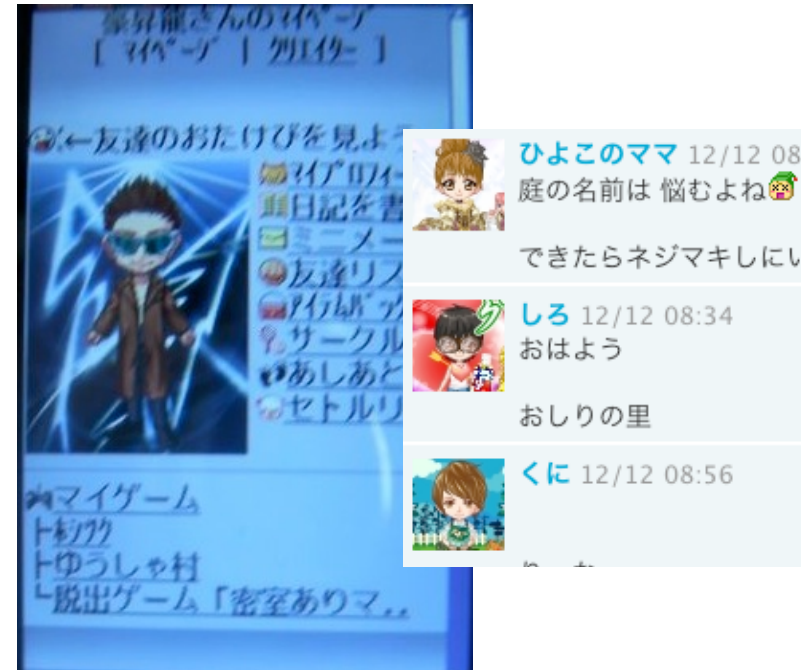 豪昇龍さんのﾏｲﾍﾟｰｼﾞ
[ ﾏｲﾍﾟｰｼﾞ | ｸﾘｴｲﾀｰ ]
←友達のおたけびを見よ
ﾏｲﾌﾟﾛﾌｨｰ
日記を書
ミニメー
友達リス
ｱｲﾃﾑﾊﾞｯｸ
サークル
あしあと
セトルリ
マイゲーム
├ﾎﾟｼﾂｸ
├ゆうしゃ村
└脱出ゲーム「密室ありマ..
ひよこのママ 12/12 08
庭の名前は 悩むよね
できたらネジマキしにい
しろ 12/12 08:34
おはよう
おしりの里
くに 12/12 08:56